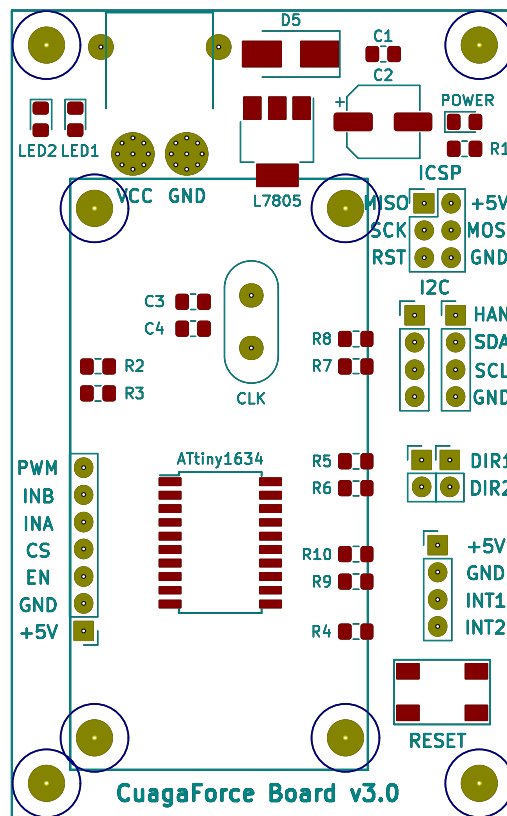 D5
C1
C2
+
POWER
LED2 LED1
R1
VCC GND
L7805
ICSP
MISO +5V
SCK MOS
RST GND
I2C
C3
HAN
C4
SDA
R8
R2
R7
SCL
R3
CLK
GND
ATtiny1634
PWM
R5
DIR1
INB
R6
DIR2
INA
CS
R10
+5V
EN
R9
GND
GND
INT1
+5V
R4
INT2
RESET
CuagaForce Board v3.0